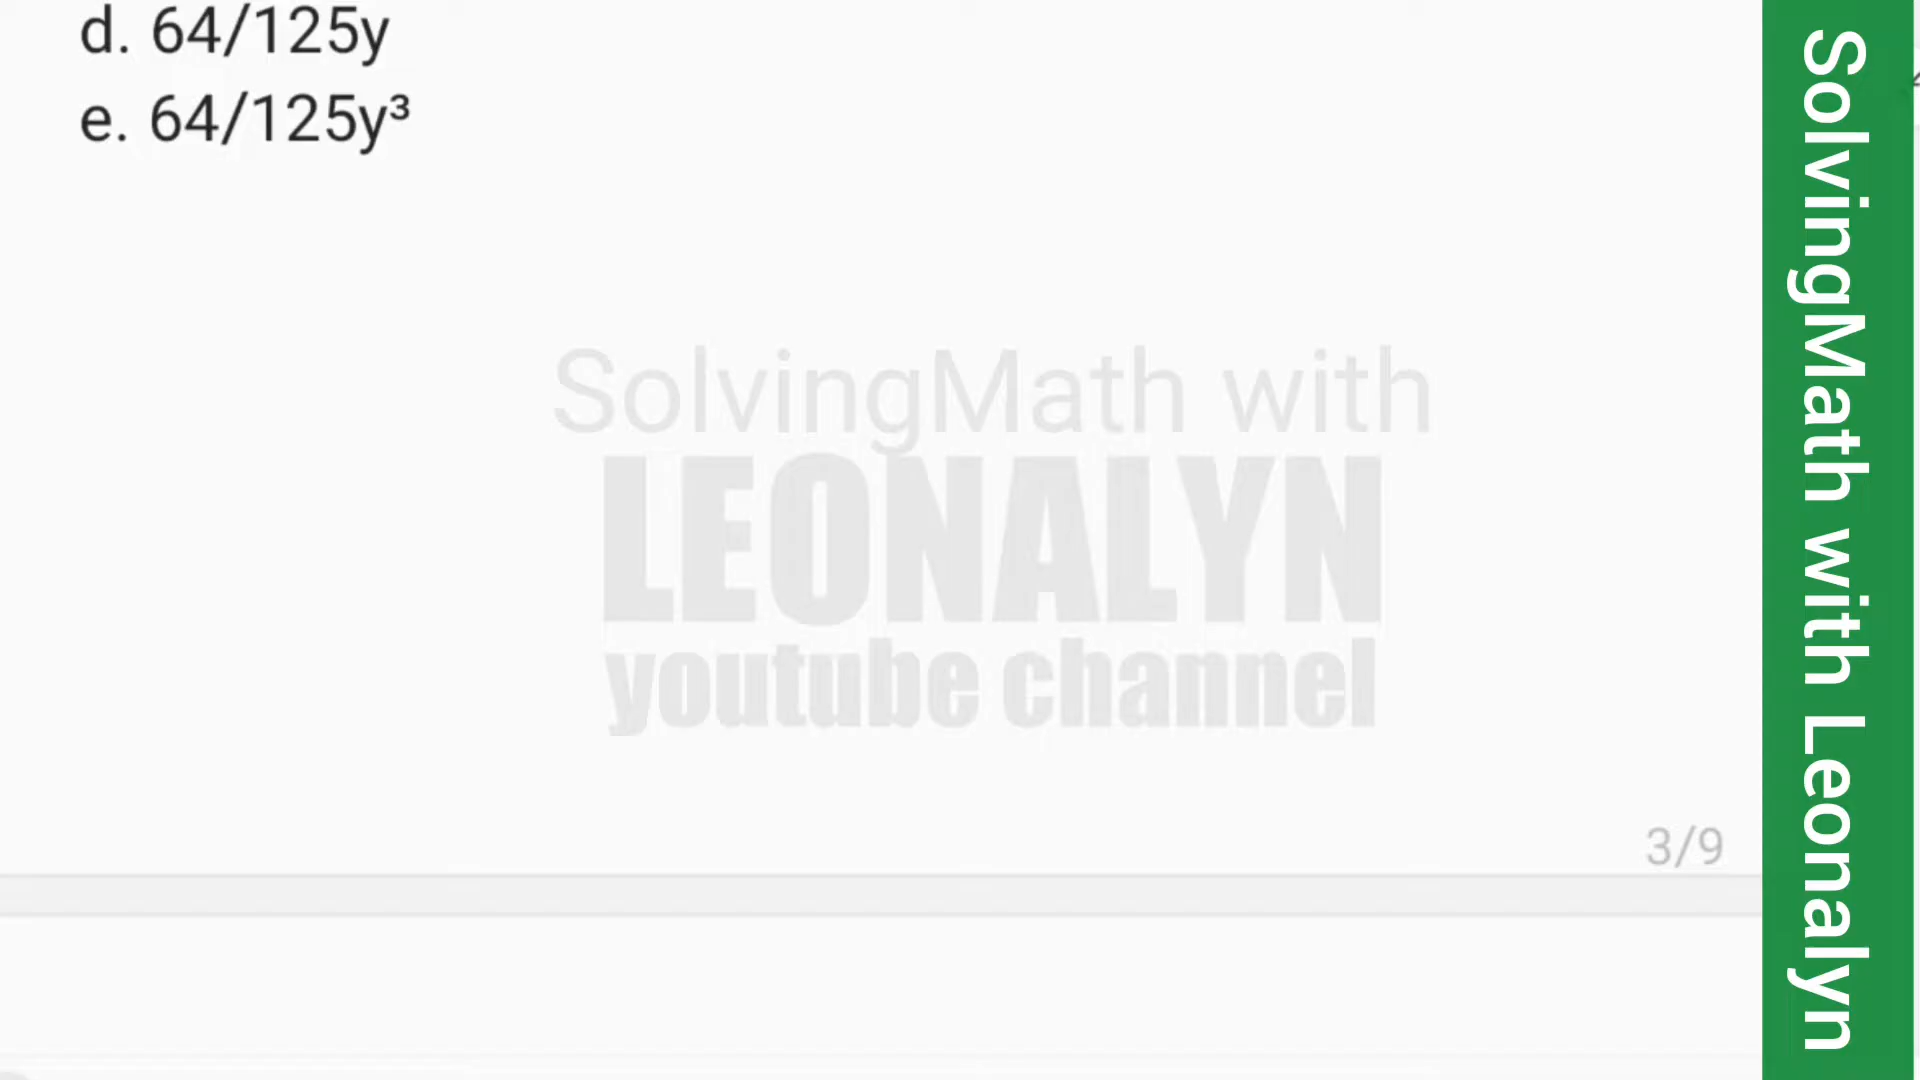 d. 64/125y
e. 64/125y³
SolvingMath with
LEONALYN
youtube channel
3/9
SolvingMath with Leonalyn